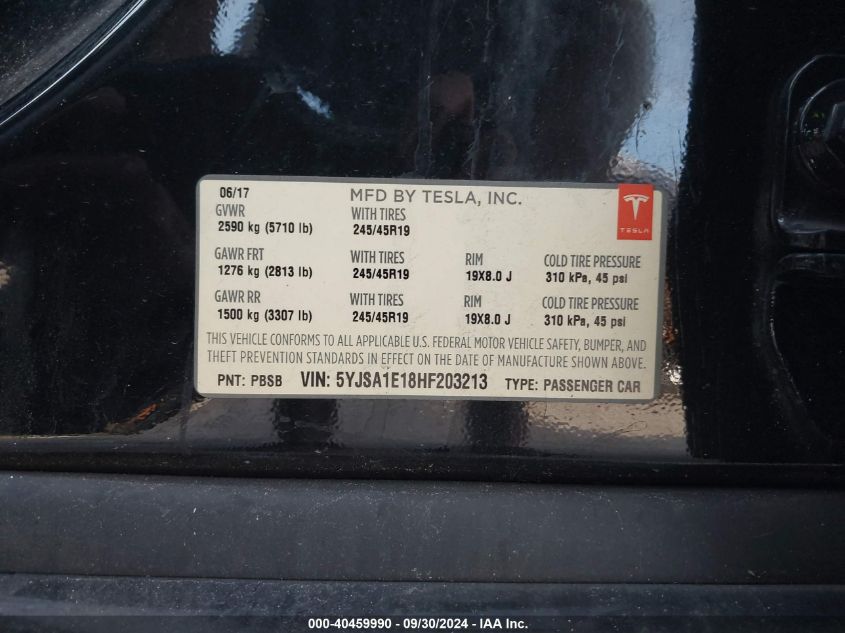 06/17 MFD BY TESLA, INC.
GVWR WITH TIRES
2590 kg (5710 lb) 245/45R19
TESLA
GAWR FRT WITH TIRES RIM COLD TIRE PRESSURE
1276 kg (2813 lb) 245/45R19 19X8.0 J 310 kPa, 45 psi
GAWR RR WITH TIRES RIM COLD TIRE PRESSURE
1500 kg (3307 lb) 245/45R19 19X8.0 J 310 kPa, 45 psi
THIS VEHICLE CONFORMS TO ALL APPLICABLE U.S. FEDERAL MOTOR VEHICLE SAFETY, BUMPER, AND
THEFT PREVENTION STANDARDS IN EFFECT ON THE DATE OF MANUFACTURE SHOWN ABOVE.
PNT: PBSB VIN: 5YJSA1E18HF203213 TYPE: PASSENGER CAR
000-40459990 - 09/30/2024 - IAA Inc.